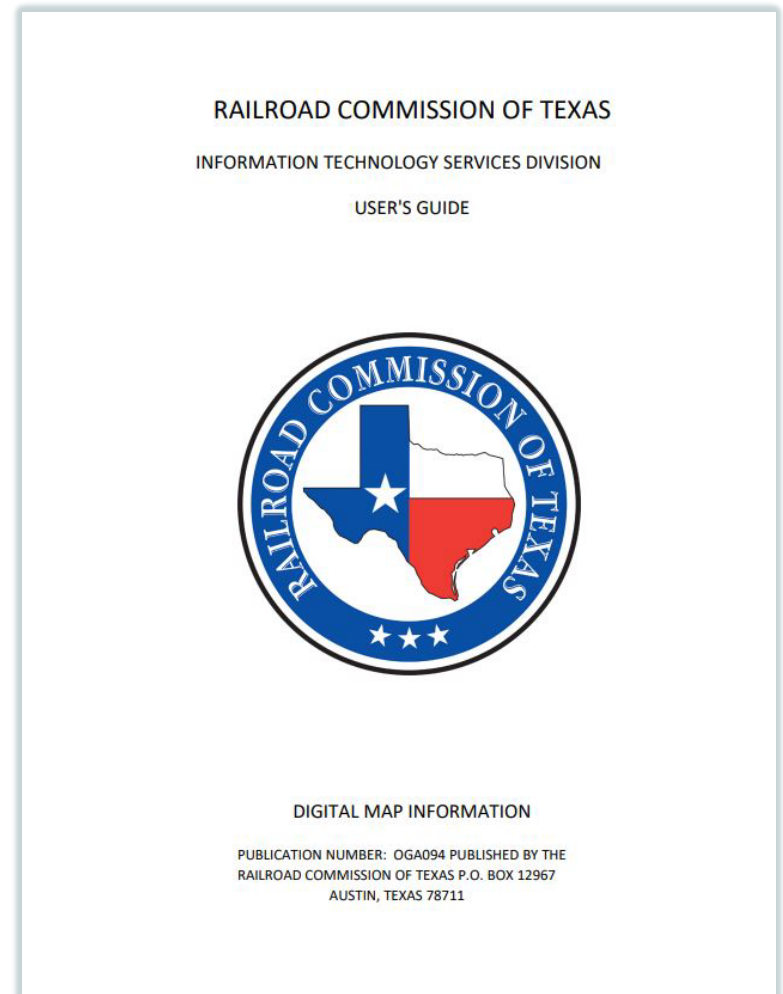 RAILROAD COMMISSION OF TEXAS
INFORMATION TECHNOLOGY SERVICES DIVISION
USER'S GUIDE
RAILROAD COMMISSION OF TEXAS
DIGITAL MAP INFORMATION
PUBLICATION NUMBER: OGA094 PUBLISHED BY THE
RAILROAD COMMISSION OF TEXAS P.O. BOX 12967
AUSTIN, TEXAS 78711